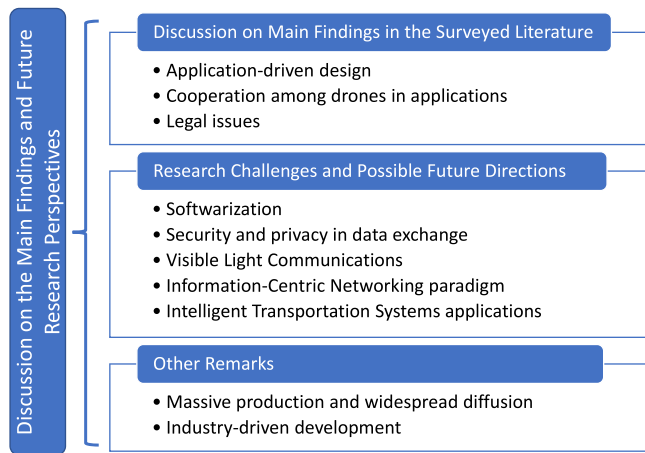 Discussion on the Main Findings and Future
Research Perspectives
Discussion on Main Findings in the Surveyed Literature
• Application-driven design
• Cooperation among drones in applications
• Legal issues
Research Challenges and Possible Future Directions
• Softwarization
• Security and privacy in data exchange
• Visible Light Communications
• Information-Centric Networking paradigm
• Intelligent Transportation Systems applications
Other Remarks
• Massive production and widespread diffusion
• Industry-driven development